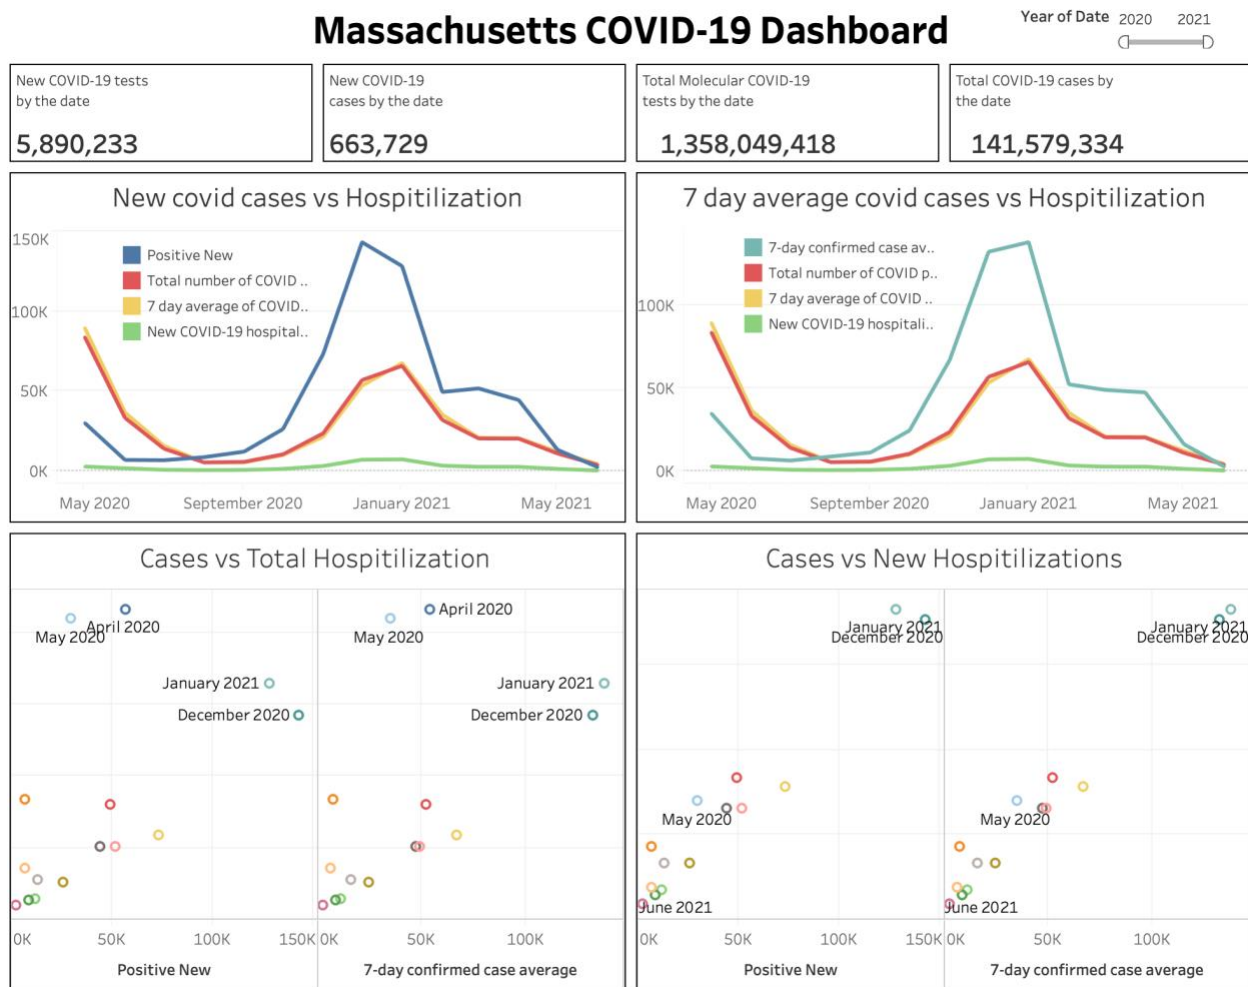 Massachusetts COVID-19 Dashboard
Year of Date 2020 2021
New COVID-19 tests
by the date
5,890,233
New COVID-19
cases by the date
663,729
Total Molecular COVID-19
tests by the date
1,358,049,418
Total COVID-19 cases by
the date
141,579,334
New covid cases vs Hospitilization
150K
100K
50K
0K
Positive New
Total number of COVID ..
7 day average of COVID..
New COVID-19 hospital..
May 2020 September 2020 January 2021 May 2021
7 day average covid cases vs Hospitilization
100K
50K
0K
7-day confirmed case av..
Total number of COVID p..
7 day average of COVID ..
New COVID-19 hospitali..
May 2020 September 2020 January 2021 May 2021
Cases vs Total Hospitilization
April 2020
May 2020
January 2021
December 2020
April 2020
May 2020
January 2021
December 2020
0K 50K 100K 150K 50K 100K
Positive New 7-day confirmed case average
Cases vs New Hospitilizations
January 2021
December 2020
May 2020
June 2021
January 2021
December 2020
May 2020
June 2021
0K 50K 100K 150K 0K 50K 100K
Positive New 7-day confirmed case average